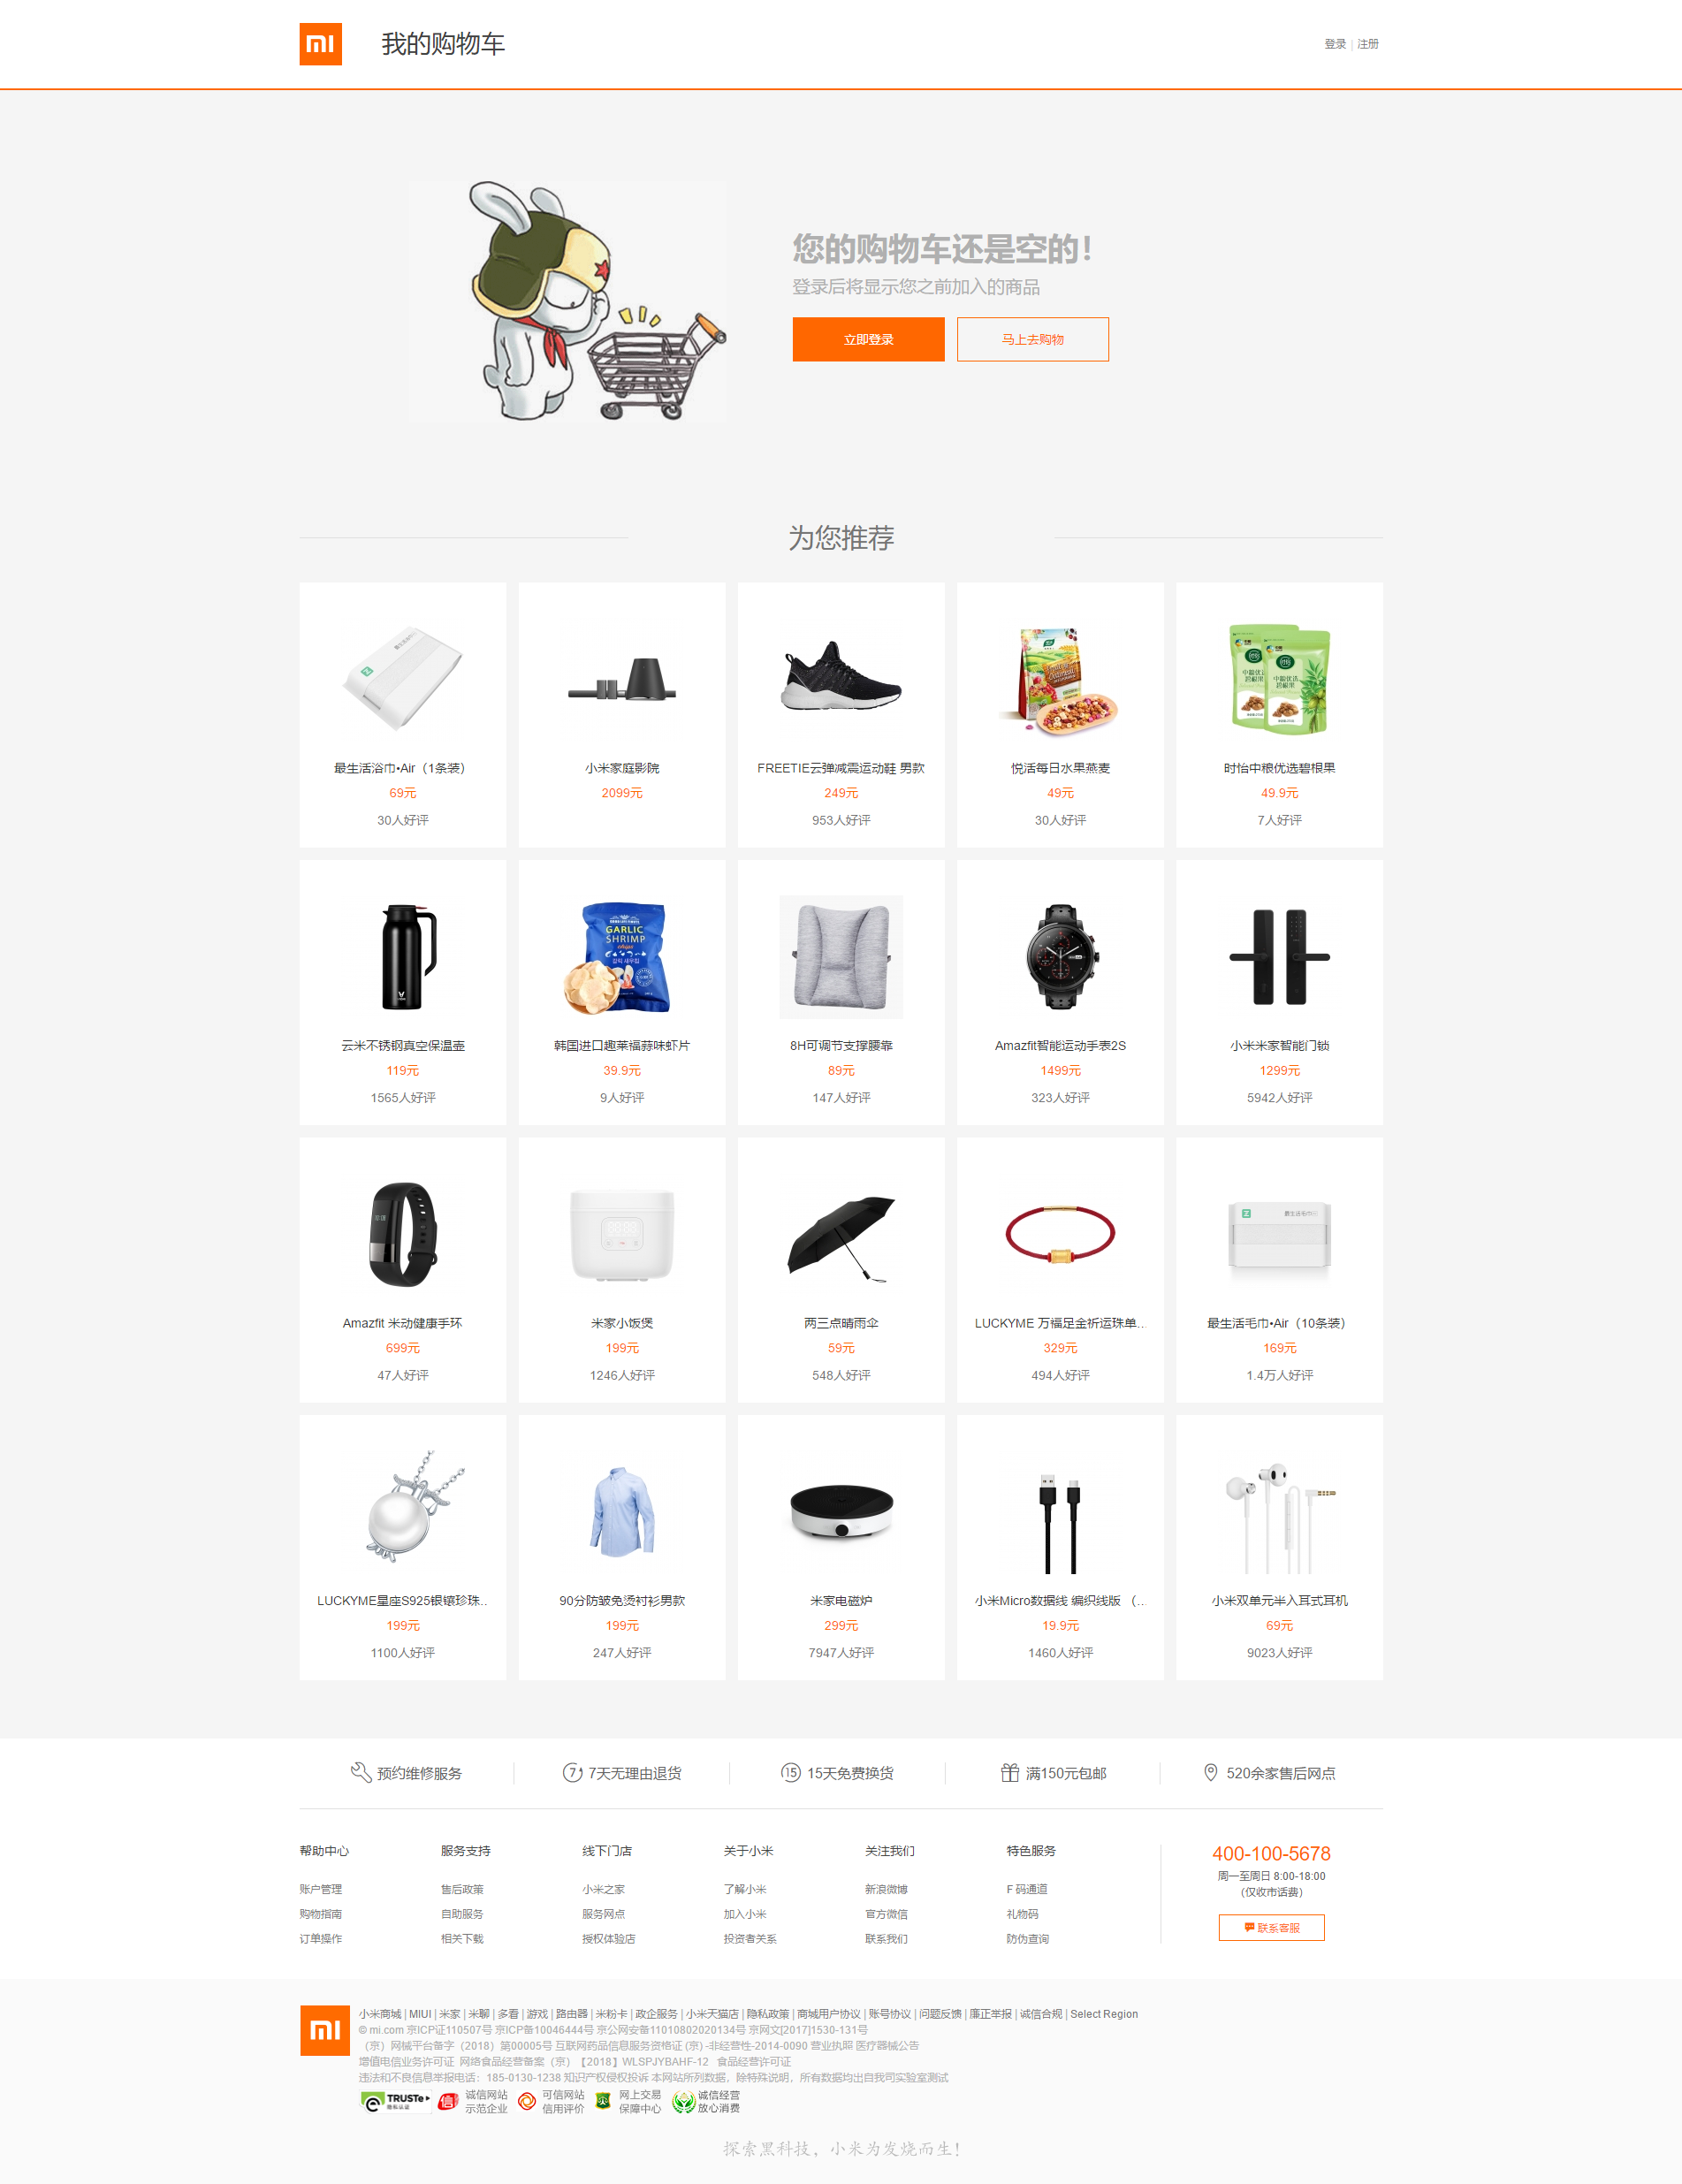 我的购物车
登录 | 注册
您的购物车还是空的！
登录后将显示您之前加入的商品
立即登录 马上去购物
为您推荐
最生活浴巾•Air（1条装） 小米家庭影院 FREETIE云弹减震运动鞋 男款 悦活每日水果燕麦 时怡中粮优选碧根果
69元 2099元 249元 49元 49.9元
30人好评 953人好评 30人好评 7人好评
GARLIC
SHRIMP
chips
云米不锈钢真空保温壶 韩国进口趣莱福蒜味虾片 8H可调节支撑腰靠 Amazfit智能运动手表2S 小米米家智能门锁
119元 39.9元 89元 1499元 1299元
1565人好评 9人好评 147人好评 323人好评 5942人好评
Amazfit 米动健康手环 米家小饭煲 两三点晴雨伞 LUCKYME 万福足金祈运珠单... 最生活毛巾•Air（10条装）
699元 199元 59元 329元 169元
47人好评 1246人好评 548人好评 494人好评 1.4万人好评
LUCKYME星座S925银镶珍珠... 90分防皱免烫衬衫男款 米家电磁炉 小米Micro数据线 编织线版 （... 小米双单元半入耳式耳机
199元 199元 299元 19.9元 69元
1100人好评 247人好评 7947人好评 1460人好评 9023人好评
预约维修服务 7天无理由退货 15天免费换货 满150元包邮 520余家售后网点
帮助中心 服务支持 线下门店 关于小米 关注我们 特色服务 400-100-5678
周一至周日 8:00-18:00
账户管理 售后政策 小米之家 了解小米 新浪微博 F 码通道 （仅收市话费）
购物指南 自助服务 服务网点 加入小米 官方微信 礼物码 联系客服
订单操作 相关下载 授权体验店 投资者关系 联系我们 防伪查询
小米商城 | MIUI | 米家 | 米聊 | 多看 | 游戏 | 路由器 | 米粉卡 | 政企服务 | 小米天猫店 | 隐私政策 | 商城用户协议 | 账号协议 | 问题反馈 | 廉正举报 | 诚信合规 | Select Region
© mi.com 京ICP证110507号 京ICP备10046444号 京公网安备11010802020134号 京网文[2017]1530-131号
（京）网械平台备字（2018）第00005号 互联网药品信息服务资格证 (京) -非经营性-2014-0090 营业执照 医疗器械公告
增值电信业务许可证 网络食品经营备案（京）【2018】WLSPJYBAHF-12 食品经营许可证
违法和不良信息举报电话：185-0130-1238 知识产权侵权投诉 本网站所列数据，除特殊说明，所有数据均出自我司实验室测试
TRUSTe 隐私认证 诚信网站 可信网站 网上交易 诚信经营
示范企业 信用评价 保障中心 放心消费
探索黑科技，小米为发烧而生！